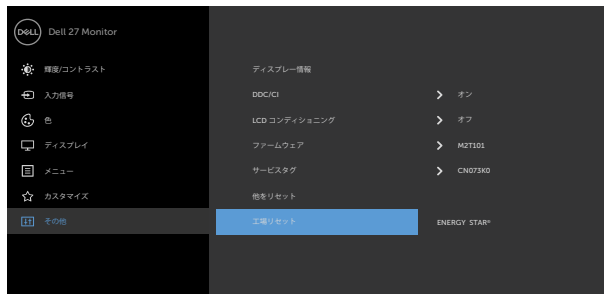 DELL Dell 27 Monitor
輝度/コントラスト
入力信号
色
ディスプレイ
メニュー
カスタマイズ
その他
ディスプレー情報
DDC/CI オン
LCD コンディショニング オフ
ファームウェア M2T101
サービスタグ CN073K0
他をリセット
工場リセット ENERGY STAR®